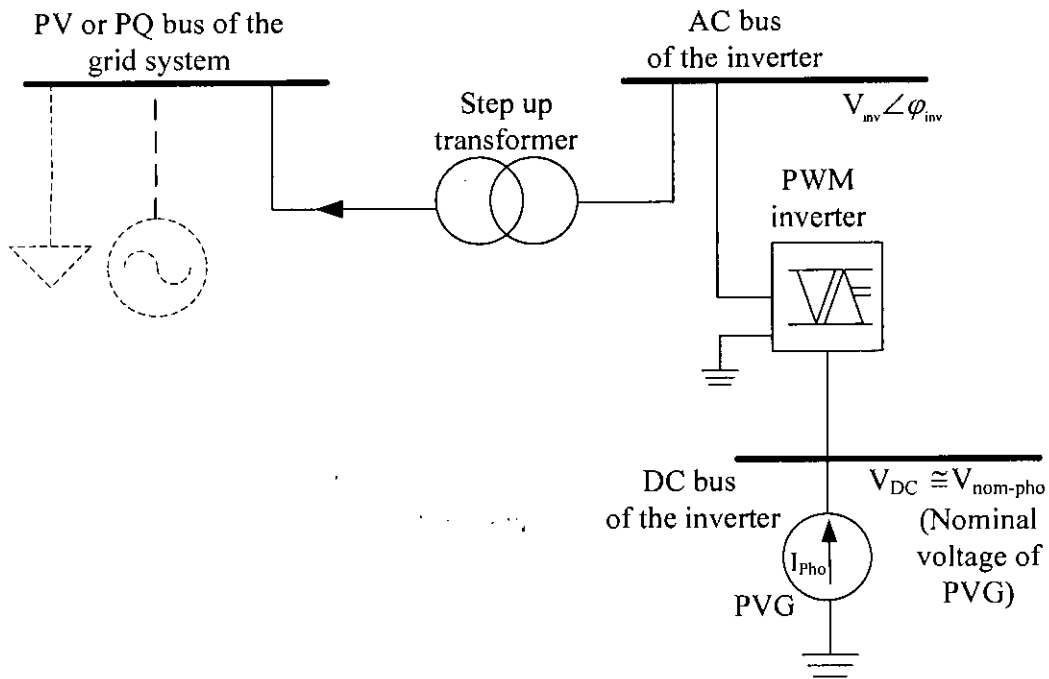 PV or PQ bus of the
grid system
Step up
transformer
AC bus
of the inverter
V_inv∠φ_inv
PWM
inverter
DC bus
of the inverter
V_DC ≅ V_nom-pho
(Nominal
voltage of
PVG)
I_Pho
PVG